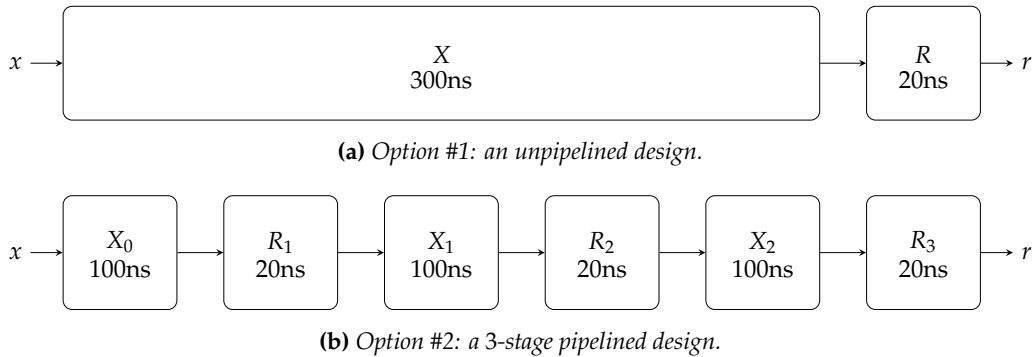 x
X
300ns
R
20ns
r
(a) Option #1: an unpipelined design.
x
X₀
100ns
R₁
20ns
X₁
100ns
R₂
20ns
X₂
100ns
R₃
20ns
r
(b) Option #2: a 3-stage pipelined design.